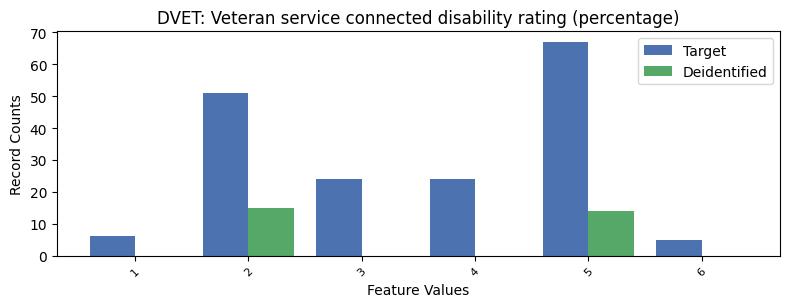 DVET: Veteran service connected disability rating (percentage)
70
60
50
40
30
20
10
0
Record Counts
Target
Deidentified
1 2 3 4 5 6
Feature Values